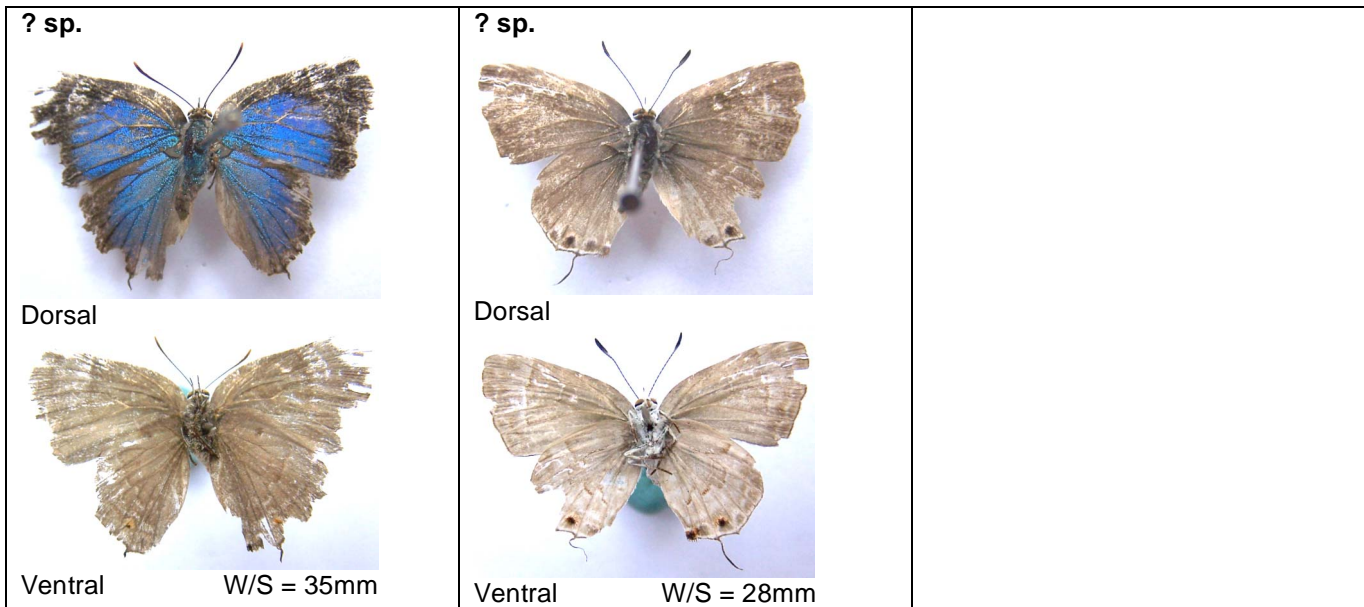 ? sp.
Dorsal
Ventral W/S = 35mm
? sp.
Dorsal
Ventral W/S = 28mm